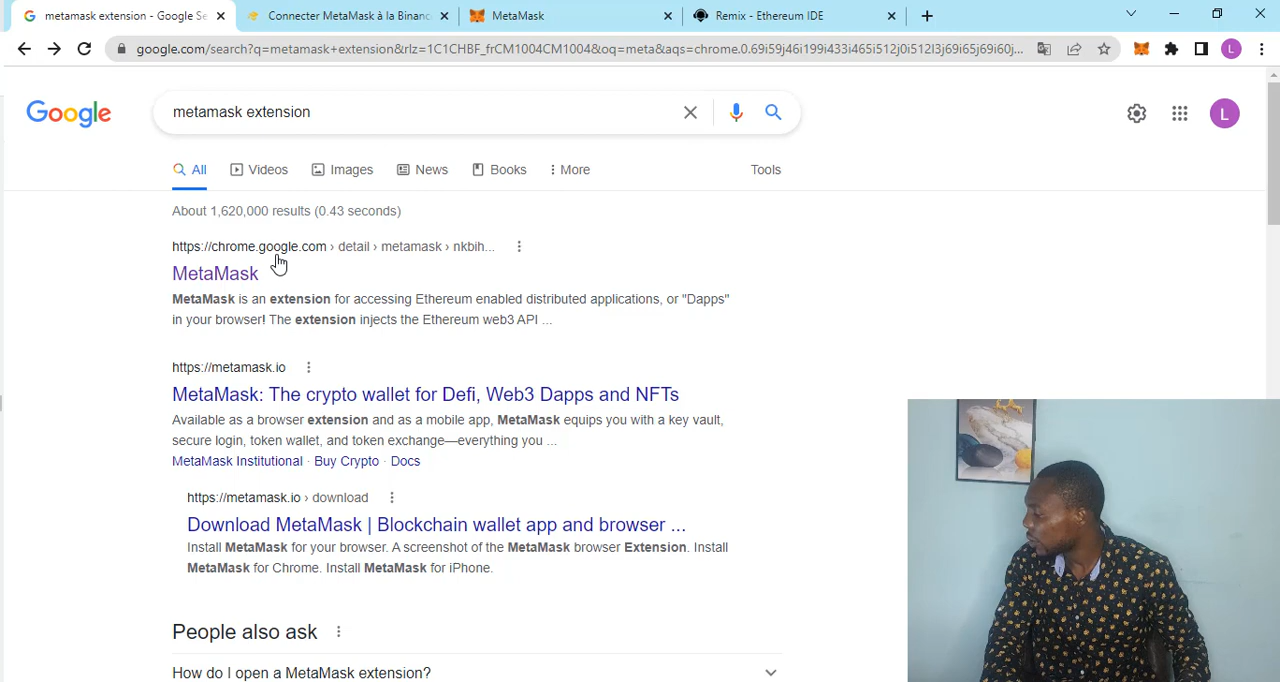 metamask extension - Google Se
Connecter MetaMask à la Binanc
MetaMask
Remix - Ethereum IDE
google.com/search?q=metamask+extension&rlz=1C1CHBF_frCM1004CM1004&oq=meta&aqs=chrome.0.69i59j46i199i433i465i512j0i512l3j69i65j69i60j...
L
Google
metamask extension
L
All
Videos
Images
News
Books
More
Tools
About 1,620,000 results (0.43 seconds)
https://chrome.google.com › detail › metamask › nkbih...
MetaMask
MetaMask is an extension for accessing Ethereum enabled distributed applications, or "Dapps"
in your browser! The extension injects the Ethereum web3 API ...
https://metamask.io
MetaMask: The crypto wallet for Defi, Web3 Dapps and NFTs
Available as a browser extension and as a mobile app, MetaMask equips you with a key vault,
secure login, token wallet, and token exchange—everything you ...
MetaMask Institutional · Buy Crypto · Docs
https://metamask.io › download
Download MetaMask | Blockchain wallet app and browser ...
Install MetaMask for your browser. A screenshot of the MetaMask browser Extension. Install
MetaMask for Chrome. Install MetaMask for iPhone.
People also ask
How do I open a MetaMask extension?